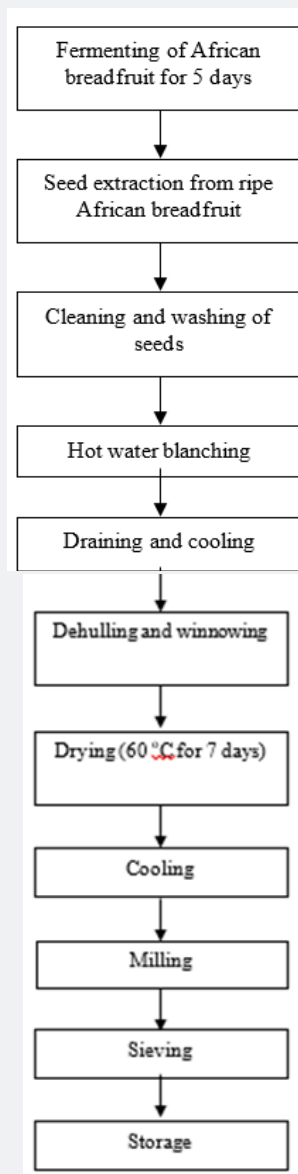 Fermenting of African
breadfruit for 5 days
Seed extraction from ripe
African breadfruit
Cleaning and washing of
seeds
Hot water blanching
Draining and cooling
Dehulling and winnowing
Drying (60 °C for 7 days)
Cooling
Milling
Sieving
Storage